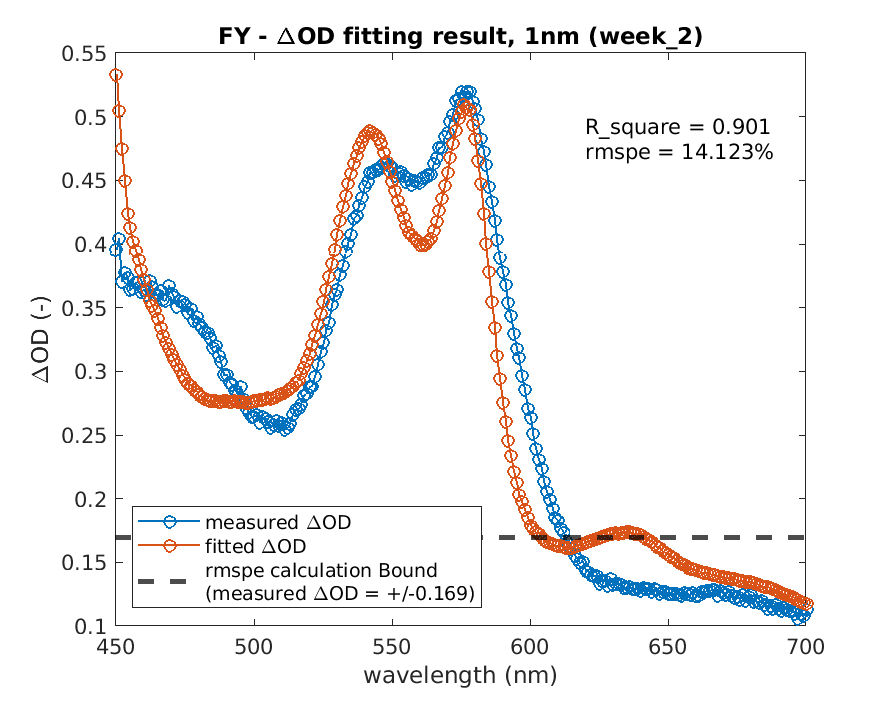 FY - ΔOD fitting result, 1nm (week_2)
0.55
0.5
0.45
0.4
0.35
0.3
0.25
0.2
0.15
0.1
ΔOD (-)
R_square = 0.901
rmspe = 14.123%
measured ΔOD
fitted ΔOD
rmspe calculation Bound
(measured ΔOD = +/-0.169)
450 500 550 600 650 700
wavelength (nm)